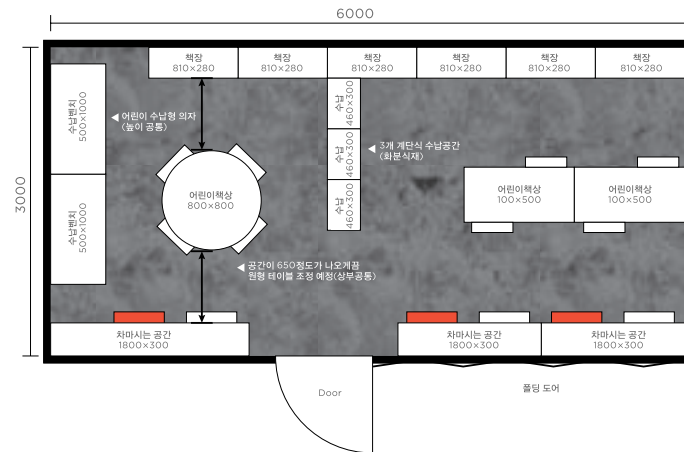 6000
3000
책장
810×280
책장
810×280
책장
810×280
책장
810×280
책장
810×280
책장
810×280
수납벤치
500×1000
수납벤치
500×1000
어린이 수납형 의자
(높이 공통)
수납
460×300
수납
460×300
수납
460×300
3개 계단식 수납공간
(화분식재)
어린이책상
800×800
어린이책상
100×500
어린이책상
100×500
공간이 650정도가 나오게끔
원형 테이블 조정 예정(상부공통)
차마시는 공간
1800×300
차마시는 공간
1800×300
차마시는 공간
1800×300
Door
폴딩 도어